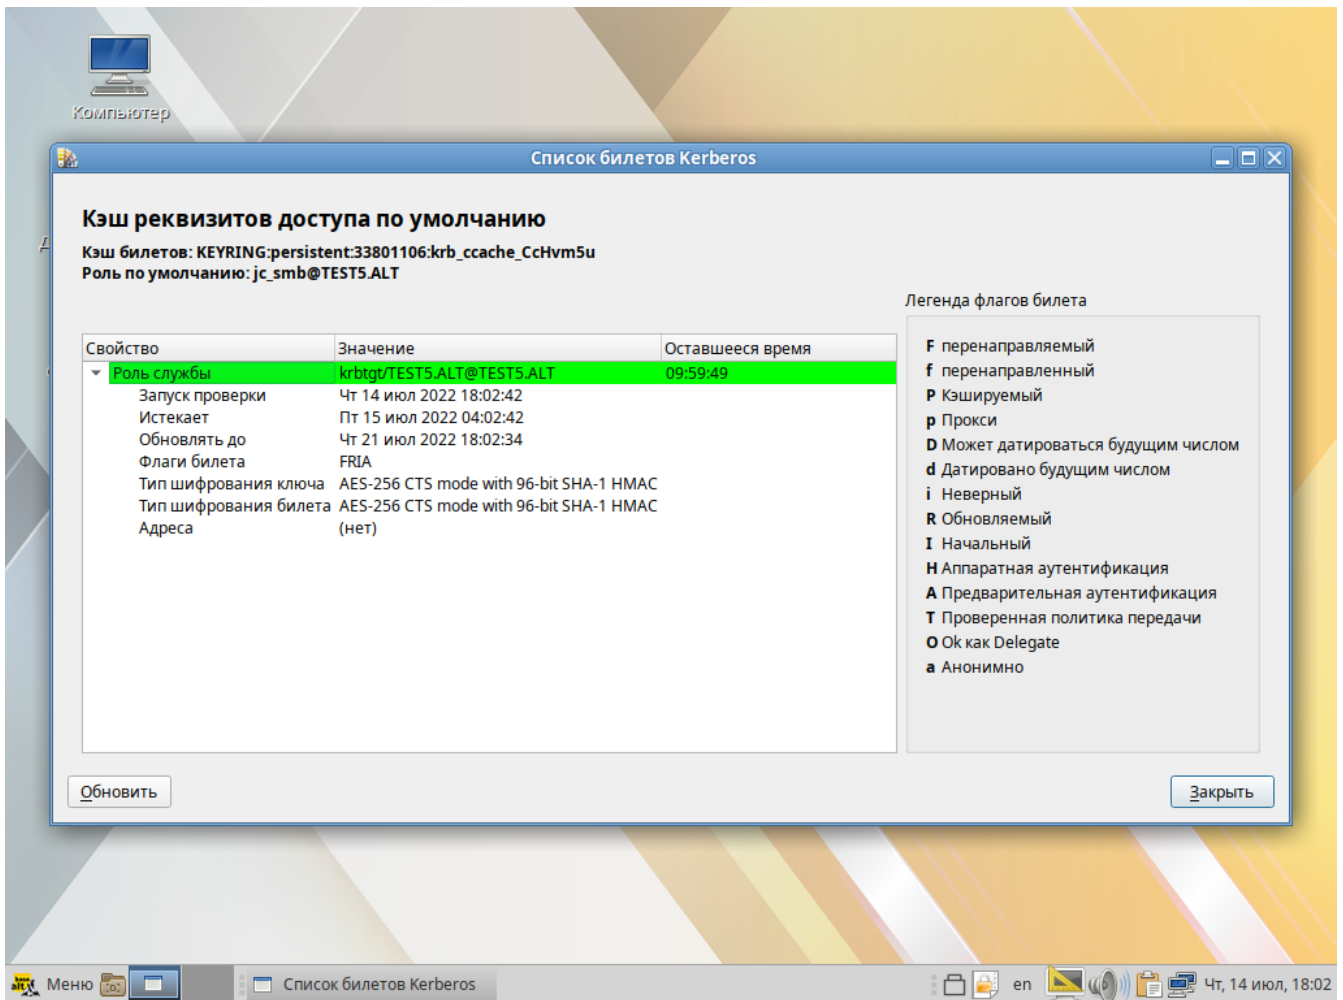 Компьютер
Список билетов Kerberos
Кэш реквизитов доступа по умолчанию
Кэш билетов: KEYRING:persistent:33801106:krb_ccache_CcHvm5u
Роль по умолчанию: jc_smb@TEST5.ALT
Легенда флагов билета
Свойство Значение Оставшееся время
Роль службы krbtgt/TEST5.ALT@TEST5.ALT 09:59:49
Запуск проверки Чт 14 июл 2022 18:02:42
Истекает Пт 15 июл 2022 04:02:42
Обновлять до Чт 21 июл 2022 18:02:34
Флаги билета FRIA
Тип шифрования ключа AES-256 CTS mode with 96-bit SHA-1 HMAC
Тип шифрования билета AES-256 CTS mode with 96-bit SHA-1 HMAC
Адреса (нет)
F перенаправляемый
f перенаправленный
P Кэшируемый
p Прокси
D Может датироваться будущим числом
d Датировано будущим числом
i Неверный
R Обновляемый
I Начальный
H Аппаратная аутентификация
A Предварительная аутентификация
T Проверенная политика передачи
O Ok как Delegate
a Анонимно
Обновить
Закрыть
Меню
Список билетов Kerberos
en
Чт, 14 июл, 18:02